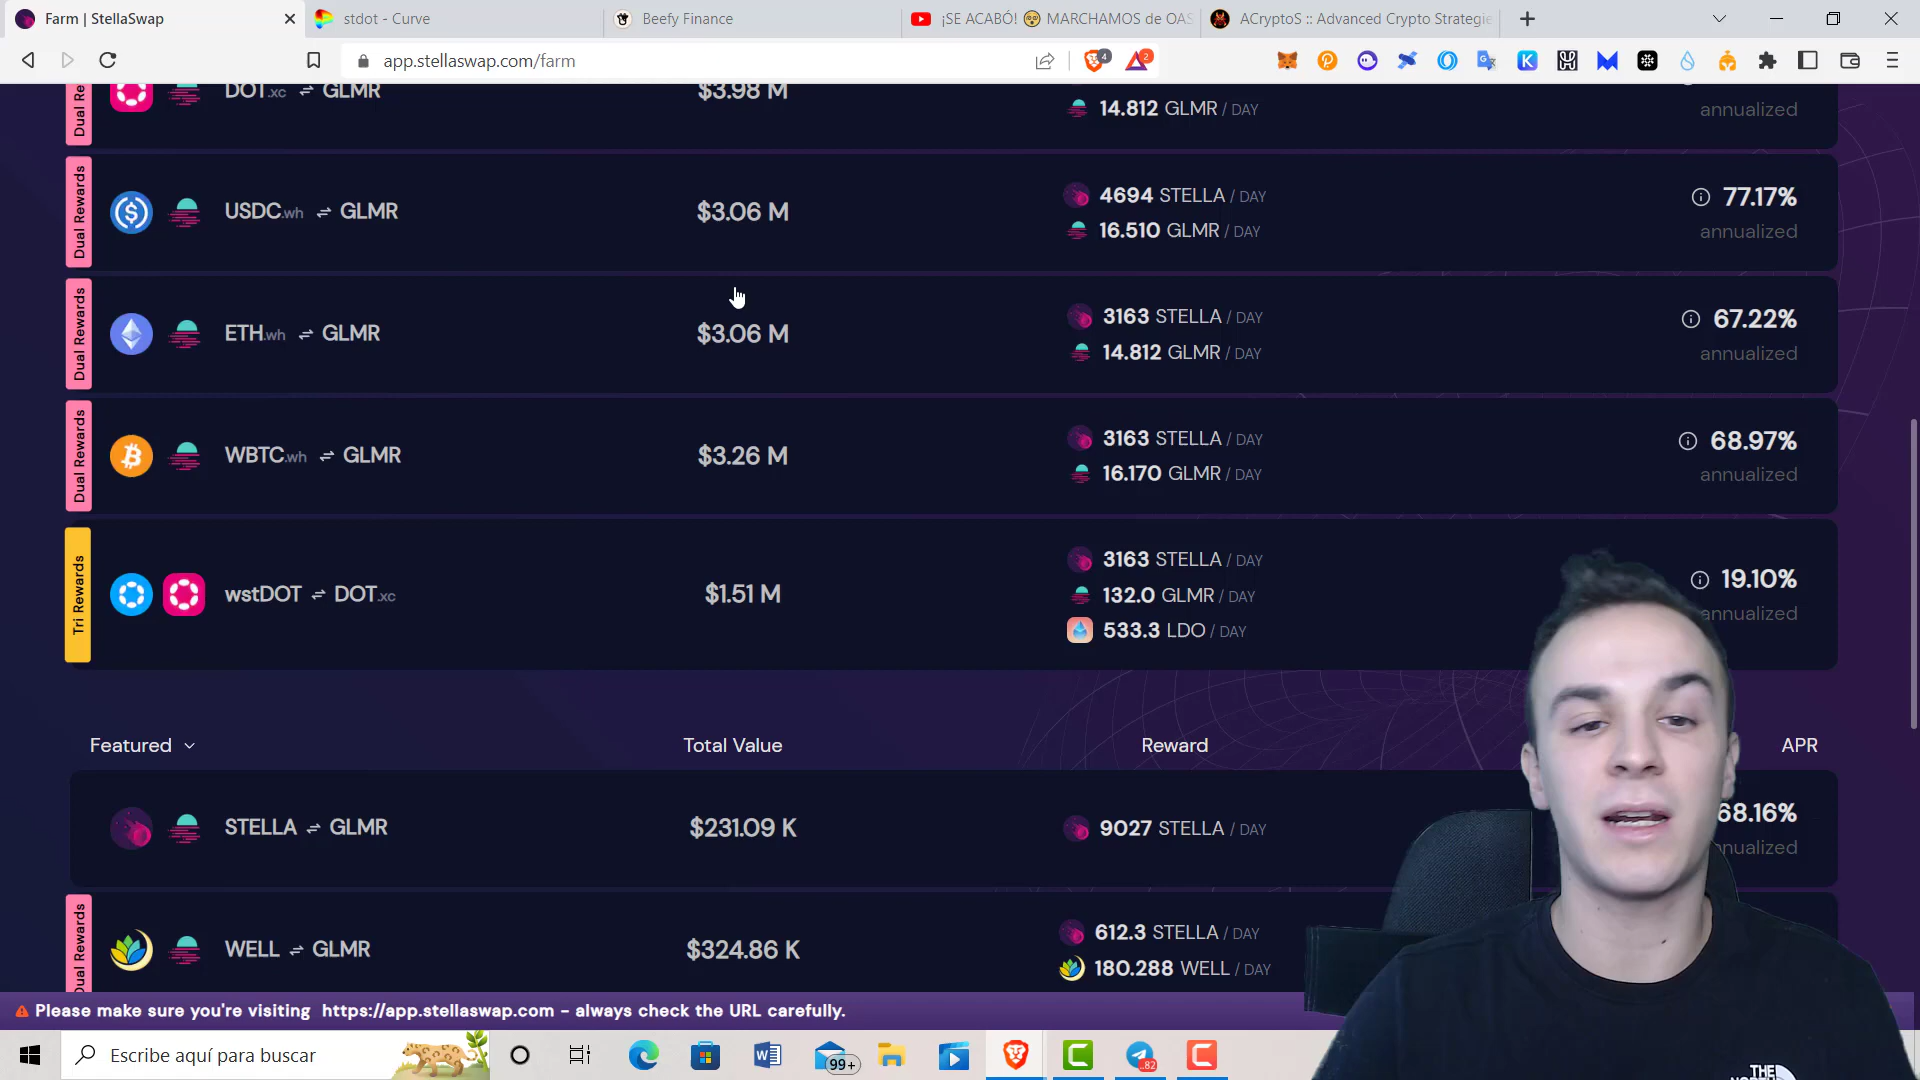 Farm | StellaSwap
stdot - Curve
Beefy Finance
¡SE ACABÓ! 😳 MARCHAMOS de OAS
ACryptoS :: Advanced Crypto Strategie
app.stellaswap.com/farm
4
2
Dual Re
DOT.xc ⇌ GLMR
$3.98 M
14.812 GLMR / DAY
annualized
Dual Rewards
USDC.wh ⇌ GLMR
$3.06 M
4694 STELLA / DAY
16.510 GLMR / DAY
77.17%
annualized
Dual Rewards
ETH.wh ⇌ GLMR
$3.06 M
3163 STELLA / DAY
14.812 GLMR / DAY
67.22%
annualized
Dual Rewards
WBTC.wh ⇌ GLMR
$3.26 M
3163 STELLA / DAY
16.170 GLMR / DAY
68.97%
annualized
Tri Rewards
wstDOT ⇌ DOT.xc
$1.51 M
3163 STELLA / DAY
132.0 GLMR / DAY
533.3 LDO / DAY
19.10%
annualized
Featured
Total Value
Reward
APR
STELLA ⇌ GLMR
$231.09 K
9027 STELLA / DAY
68.16%
nnualized
Dual Rewards
WELL ⇌ GLMR
$324.86 K
612.3 STELLA / DAY
180.288 WELL / DAY
Please make sure you're visiting https://app.stellaswap.com – always check the URL carefully.
Escribe aquí para buscar
99+
82
THE